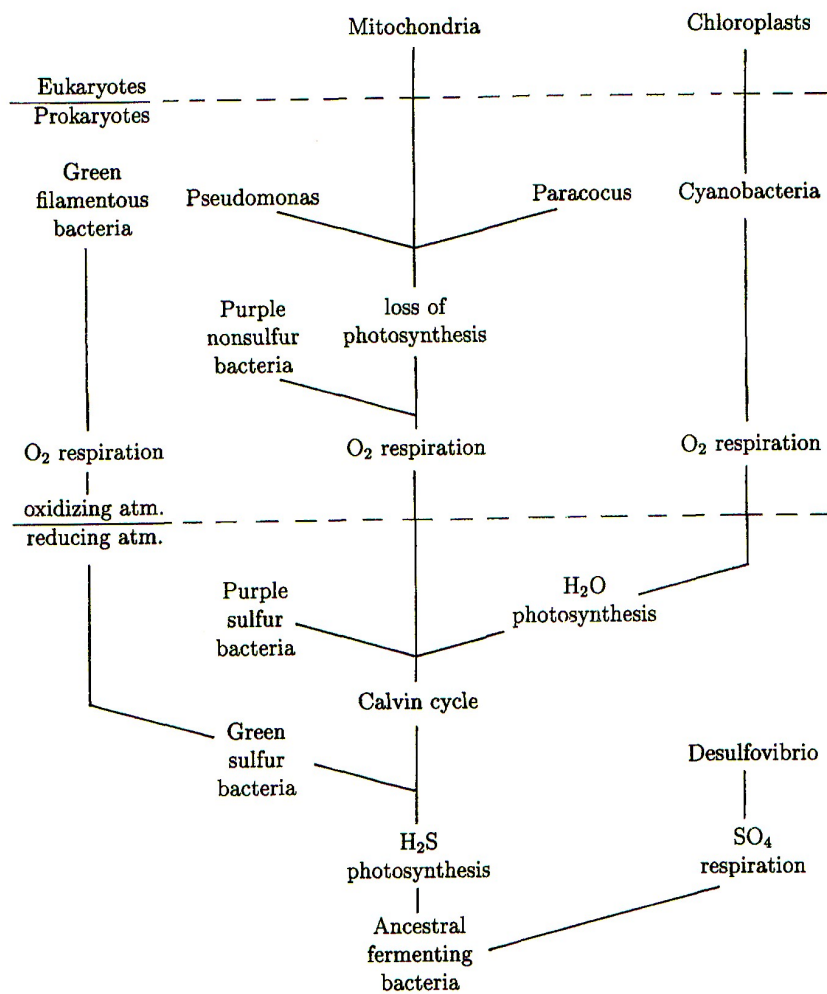 Mitochondria
Chloroplasts
Eukaryotes
Prokaryotes
Green
filamentous
bacteria
Pseudomonas
Paracocus
Cyanobacteria
Purple
nonsulfur
bacteria
loss of
photosynthesis
O₂ respiration
O₂ respiration
O₂ respiration
oxidizing atm.
reducing atm.
Purple
sulfur
bacteria
H₂O
photosynthesis
Calvin cycle
Green
sulfur
bacteria
Desulfovibrio
H₂S
photosynthesis
SO₄
respiration
Ancestral
fermenting
bacteria